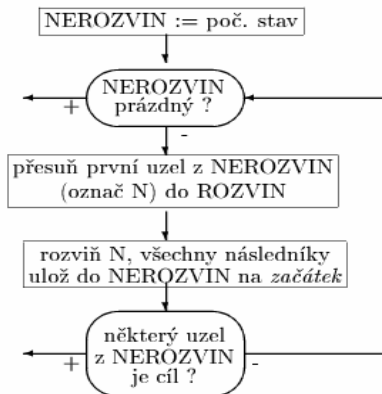 NEROZVIN := poč. stav
NEROZVIN
prázdný ?
+
-
přesuň první uzel z NEROZVIN
(označ N) do ROZVIN
rozviň N, všechny následníky
ulož do NEROZVIN na začátek
některý uzel
z NEROZVIN
je cíl ?
+
-